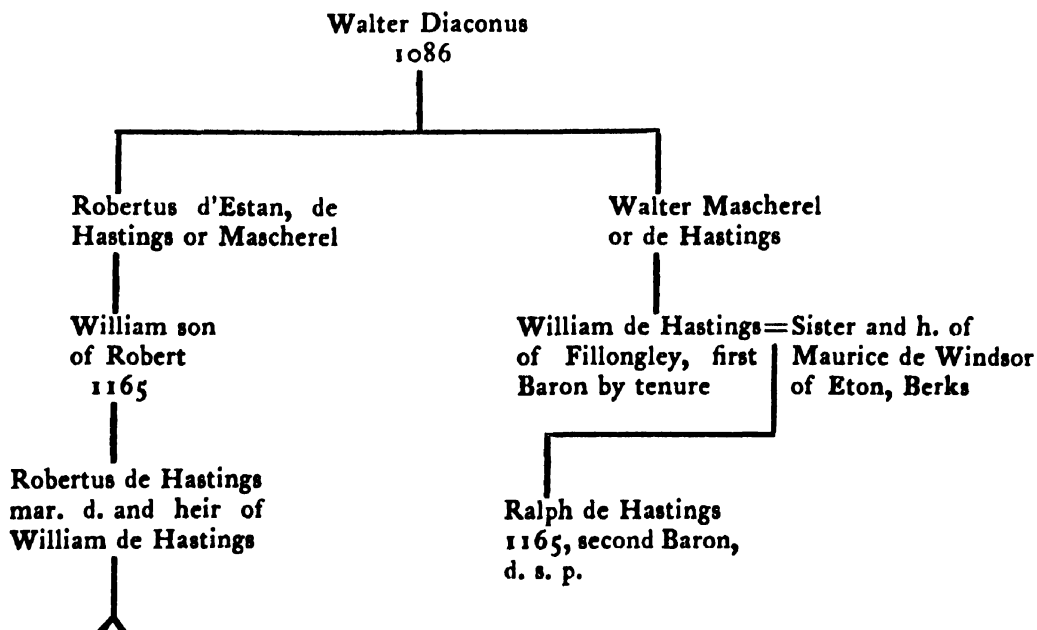 Walter Diaconus
1086
Robertus d'Estan, de
Hastings or Mascherel
Walter Mascherel
or de Hastings
William son
of Robert
1165
William de Hastings=Sister and h. of
of Fillongley, first Maurice de Windsor
Baron by tenure of Eton, Berks
Robertus de Hastings
mar. d. and heir of
William de Hastings
Ralph de Hastings
1165, second Baron,
d. s. p.